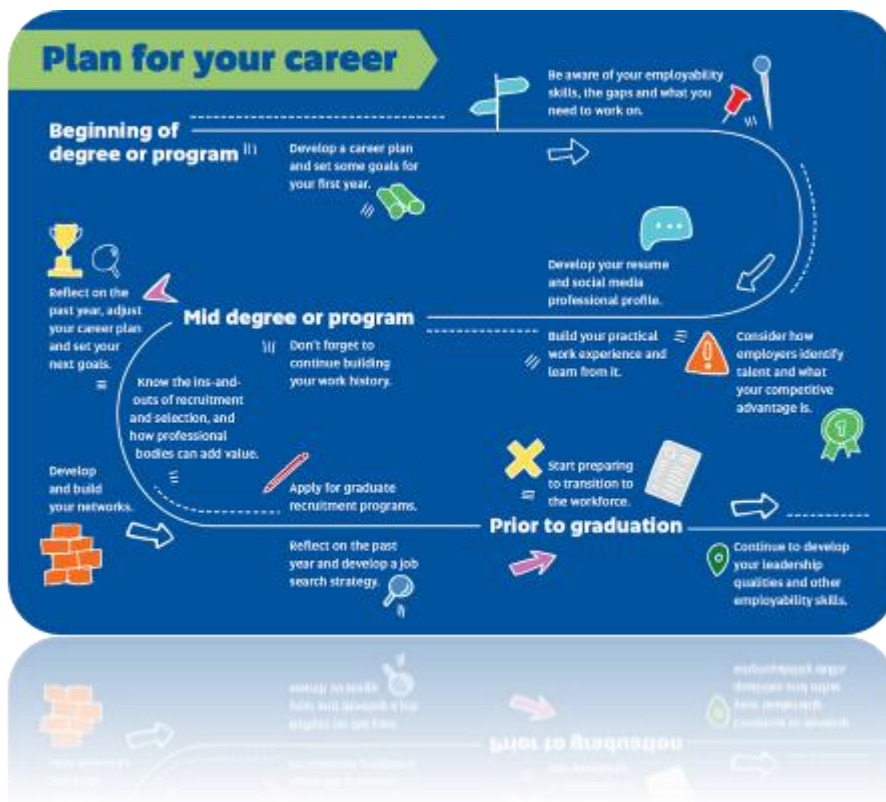 Plan for your career
Be aware of your employability
skills, the gaps and what you
need to work on.
Beginning of
degree or program
Develop a career plan
and set some goals for
your first year.
Develop your resume
and social media
professional profile.
Reflect on the
past year, adjust
your career plan
and set your
next goals.
Mid degree or program
Don't forget to
continue building
your work history.
Build your practical
work experience and
learn from it.
Consider how
employers identify
talent and what
your competitive
advantage is.
1
Know the ins-and-
outs of recruitment
and selection, and
how professional
bodies can add value.
Develop
and build
your networks.
Apply for graduate
recruitment programs.
Start preparing
to transition to
the workforce.
Prior to graduation
Reflect on the past
year and develop a job
search strategy.
Continue to develop
your leadership
qualities and other
employability skills.